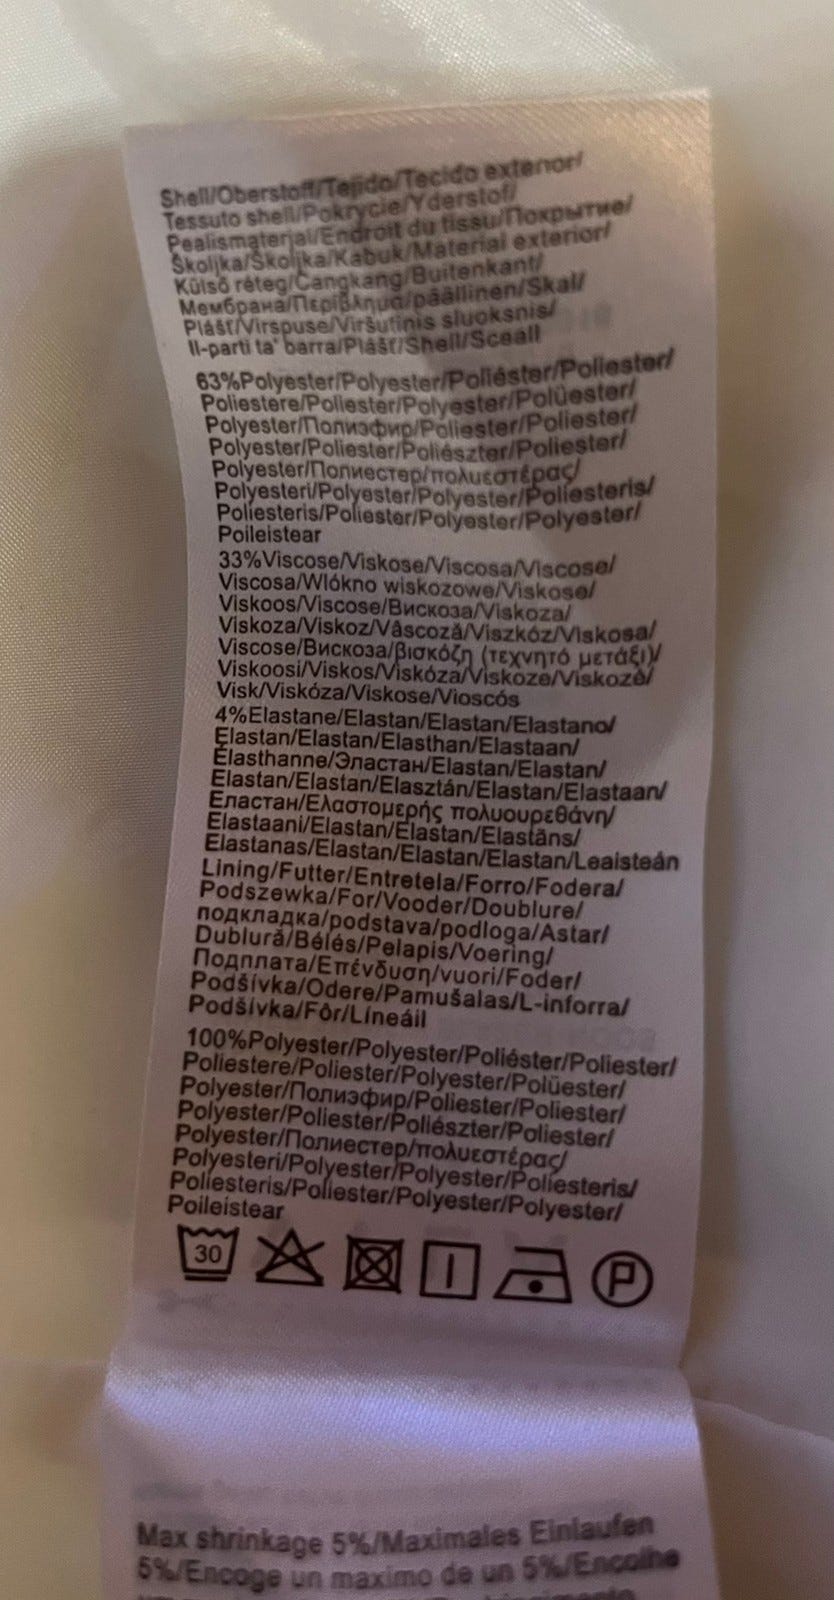 Shell/Oberstoff/Tejido/Tecido exterior/
Tessuto shell/Pokrycie/Yderstof/
Pealismaterjal/Endroit du tissu/Покрытие/
Školjka/Školjka/Kabuk/Material exterior/
Külső réteg/Cangkang/Buitenkant/
Мембрана/Περίβλημα/päällinen/Skal/
Plášť/Virspuse/Viršutinis sluoksnis/
Il-parti ta' barra/Plášť/Shell/Sceall
63%Polyester/Polyester/Poliéster/Poliester/
Poliestere/Poliester/Polyester/Polüester/
Polyester/Полиэфир/Poliester/Poliester/
Polyester/Poliester/Poliészter/Poliester/
Polyester/Полиестер/πολυεστέρας/
Polyesteri/Polyester/Polyester/Poliesteris/
Poliesteris/Poliester/Polyester/Polyester/
Poileistear
33%Viscose/Viskose/Viscosa/Viscose/
Viscosa/Wlókno wiskozowe/Viskose/
Viskoos/Viscose/Вискоза/Viskoza/
Viskoza/Viskoz/Vâscoză/Viszkóz/Viskosa/
Viscose/Вискоза/βισκόζη (τεχνητό μετάξι)/
Viskoosi/Viskos/Viskóza/Viskoze/Viskozė/
Visk/Viskóza/Viskose/Vioscós
4%Elastane/Elastan/Elastan/Elastano/
Elastan/Elastan/Elasthan/Elastaan/
Élasthanne/Эластан/Elastan/Elastan/
Elastan/Elastan/Elasztán/Elastan/Elastaan/
Еластан/Ελαστομερής πολυουρεθάνη/
Elastaani/Elastan/Elastan/Elastāns/
Elastanas/Elastan/Elastan/Elastan/Leaisteán
Lining/Futter/Entretela/Forro/Fodera/
Podszewka/For/Vooder/Doublure/
подкладка/podstava/podloga/Astar/
Dublură/Bélés/Pelapis/Voering/
Подплата/Επένδυση/vuori/Foder/
Podšívka/Odere/Pamušalas/L-inforra/
Podšívka/Fôr/Líneáil
100%Polyester/Polyester/Poliéster/Poliester/
Poliestere/Poliester/Polyester/Polüester/
Polyester/Полиэфир/Poliester/Poliester/
Polyester/Poliester/Poliészter/Poliester/
Polyester/Полиестер/πολυεστέρας/
Polyesteri/Polyester/Polyester/Poliesteris/
Poliesteris/Poliester/Polyester/Polyester/
Poileistear
30 P
Max shrinkage 5%/Maximales Einlaufen
5%/Encoge un maximo de un 5%/Encolhe